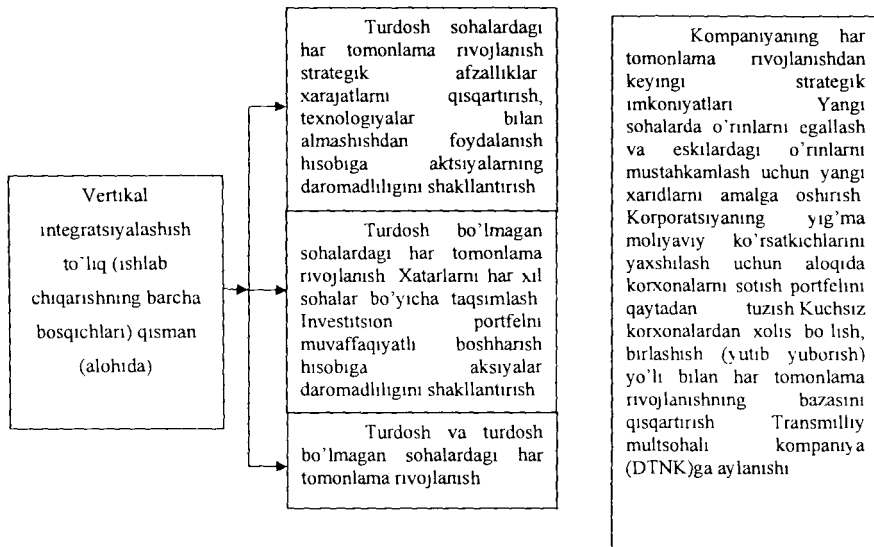 Vertikal
integratsiyalashish
to`liq (ishlab
chiqarishning barcha
bosqichlari) qisman
(alohida)
Turdosh sohalardagi
har tomonlama rivojlanish
strategik afzalliklar
xarajatlarni qisqartirish,
texnologiyalar bilan
almashishdan foydalanish
hisobiga aktsiyalarning
daromadliligini shakllantirish
Turdosh bo'lmagan
sohalardagi har tomonlama
rivojlanish Xatarlarni har xil
sohalar bo'yicha taqsimlash
Investitsion portfelni
muvaffaqiyatli boshharish
hisobiga aksiyalar
daromadliligini shakllantirish
Turdosh va turdosh
bo'lmagan sohalardagi har
tomonlama rivojlanish
Kompaniyaning har
tomonlama rivojlanishdan
keyingi strategik
imkoniyatlari Yangi
sohalarda o'rinlarni egallash
va eskilardagi o'rinlarni
mustahkamlash uchun yangi
xaridlarni amalga oshirish
Korporatsiyaning yig'ma
moliyaviy ko'rsatkichlarini
yaxshilash uchun aloqida
korxonalarni sotish portfelini
qaytadan tuzish Kuchsiz
korxonalardan xolis bo lish,
birlashish (yutib yuborish)
yo'li bilan har tomonlama
rivojlanishning bazasini
qisqartirish Transmilliy
multsohali kompaniya
(DTNK)ga aylanishi